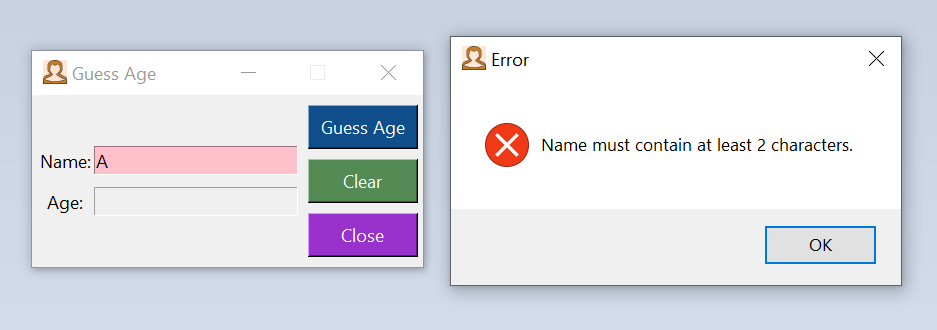 Guess Age
Name: A
Age:
Guess Age
Clear
Close
Error
Name must contain at least 2 characters.
OK